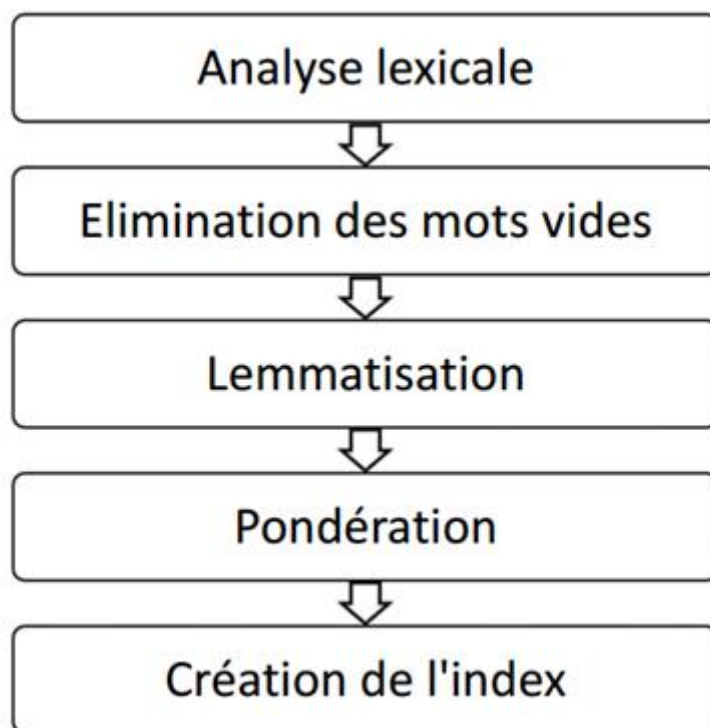 Analyse lexicale
Elimination des mots vides
Lemmatisation
Pondération
Création de l'index